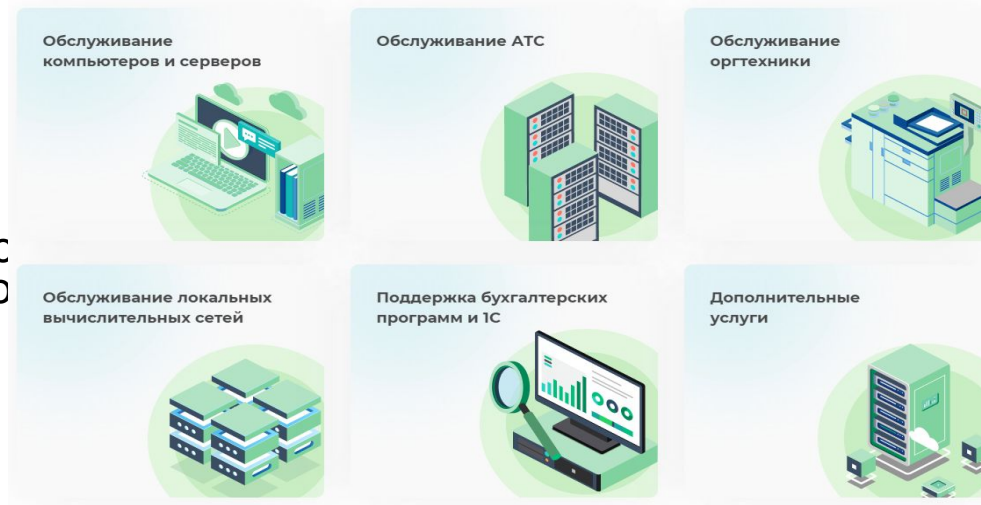 Обслуживание
компьютеров и серверов
Обслуживание АТС
Обслуживание
оргтехники
Обслуживание локальных
вычислительных сетей
Поддержка бухгалтерских
программ и 1С
Дополнительные
услуги